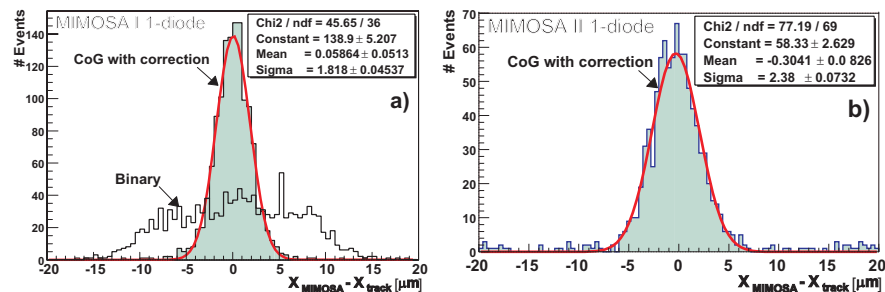 MIMOSA I 1-diode
Chi2 / ndf = 45.65 / 36
Constant = 138.9 ± 5.207
Mean = 0.05864 ± 0.0513
Sigma = 1.818 ± 0.04537
CoG with correction
a)
Binary
# Events
140
120
100
80
60
40
20
0
-20 -15 -10 -5 0 5 10 15 20
X MIMOSA - X track [μm]
MIMOSA II 1-diode
Chi2 / ndf = 77.19 / 69
Constant = 58.33 ± 2.629
Mean = -0.3041 ± 0.0 826
Sigma = 2.38 ± 0.0732
CoG with correction
b)
# Events
70
60
50
40
30
20
10
0
-20 -15 -10 -5 0 5 10 15 20
X MIMOSA - X track [μm]